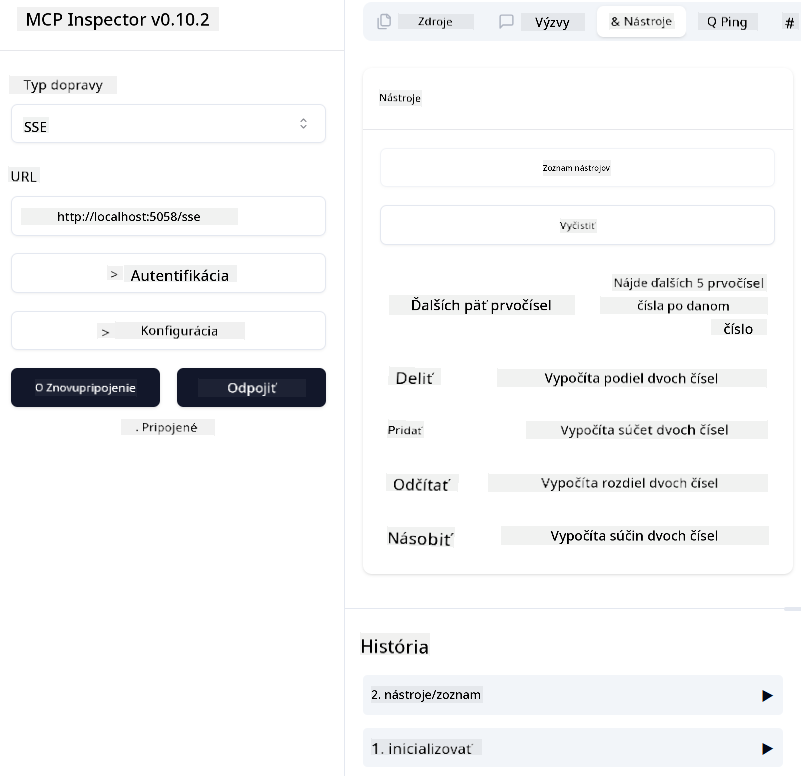 MCP Inspector v0.10.2
Typ dopravy
SSE
URL
http://localhost:5058/sse
> Autentifikácia
> Konfigurácia
O Znovupripojenie
Odpojiť
. Pripojené
Zdroje
Výzvy
& Nástroje
Q Ping
#
Nástroje
Zoznam nástrojov
Vyčistiť
Ďalších päť prvočísel
Nájde ďalších 5 prvočísel
čísla po danom
číslo
Deliť
Vypočíta podiel dvoch čísel
Pridať
Vypočíta súčet dvoch čísel
Odčítať
Vypočíta rozdiel dvoch čísel
Násobiť
Vypočíta súčin dvoch čísel
História
2. nástroje/zoznam
1. inicializovať